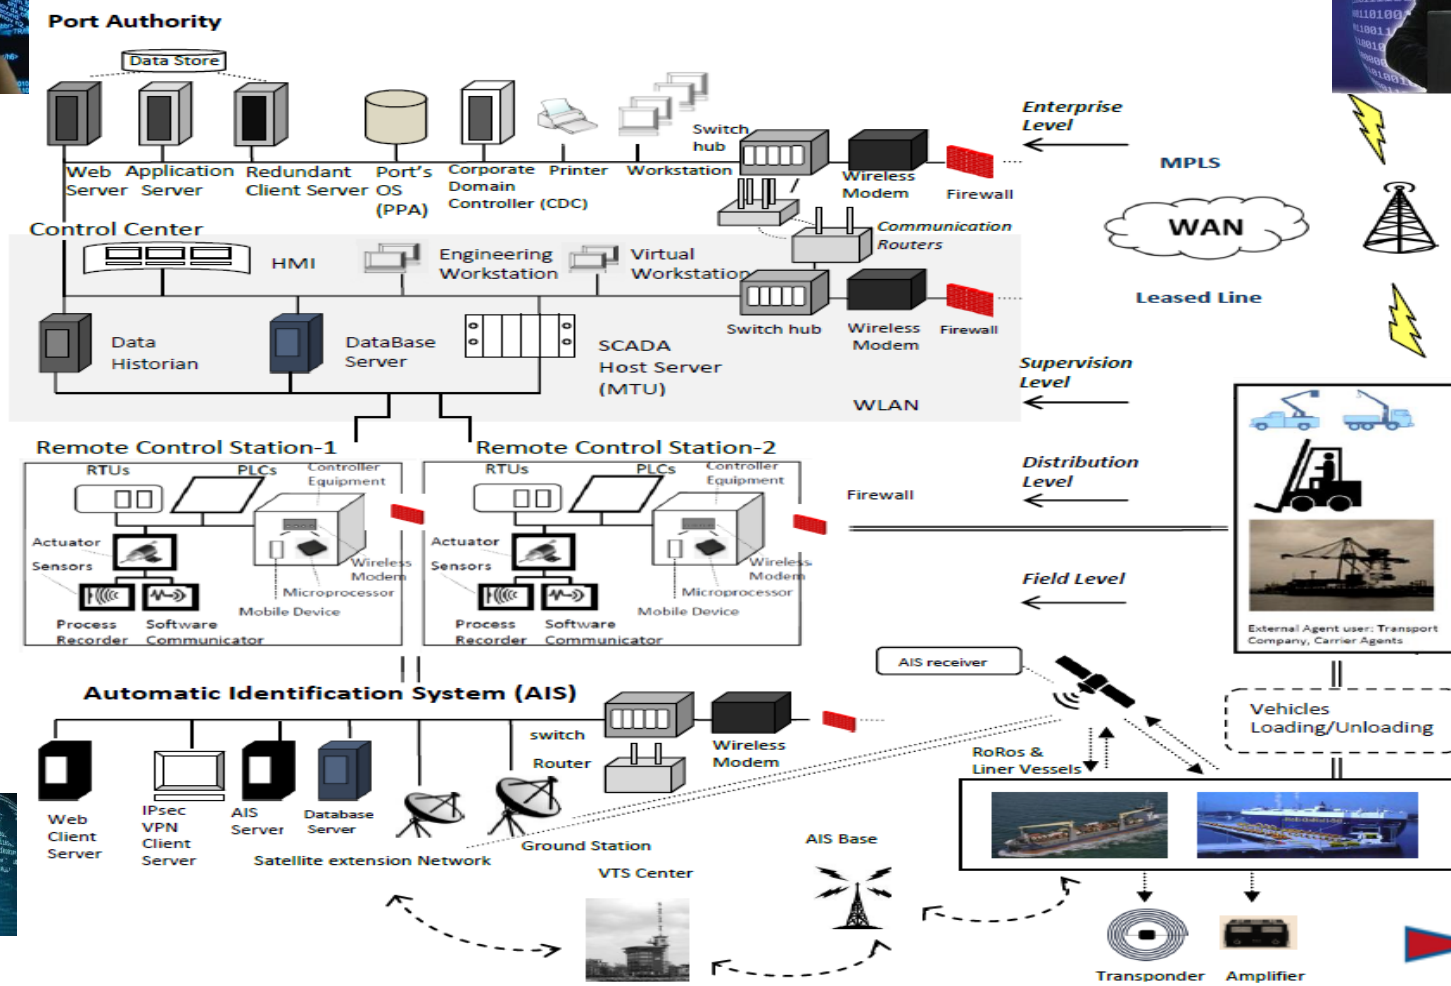 Port Authority
Data Store
Web
Server
Application
Server
Redundant
Client Server
Port's
OS
(PPA)
Corporate
Domain
Controller (CDC)
Printer
Workstation
Switch
hub
Wireless
Modem
Firewall
Enterprise
Level
MPLS
WAN
Leased Line
Communication
Routers
Control Center
HMI
Engineering
Workstation
Virtual
Workstation
Switch hub
Wireless
Modem
Firewall
Data
Historian
DataBase
Server
SCADA
Host Server
(MTU)
WLAN
Supervision
Level
Remote Control Station-1
RTUs
PLCs
Controller
Equipment
Actuator
Sensors
Wireless
Modem
Microprocessor
Mobile Device
Process
Recorder
Software
Communicator
Remote Control Station-2
RTUs
PLCs
Controller
Equipment
Actuator
Sensors
Wireless
Modem
Microprocessor
Mobile Device
Process
Recorder
Software
Communicator
Firewall
Distribution
Level
Field Level
External Agent user: Transport
Company, Carrier Agents
AIS receiver
Automatic Identification System (AIS)
switch
Router
Wireless
Modem
Web
Client
Server
IPsec
VPN
Client
Server
AIS
Server
Database
Server
Satellite extension Network
Ground Station
RoRos &
Liner Vessels
Vehicles
Loading/Unloading
VTS Center
AIS Base
Transponder
Amplifier